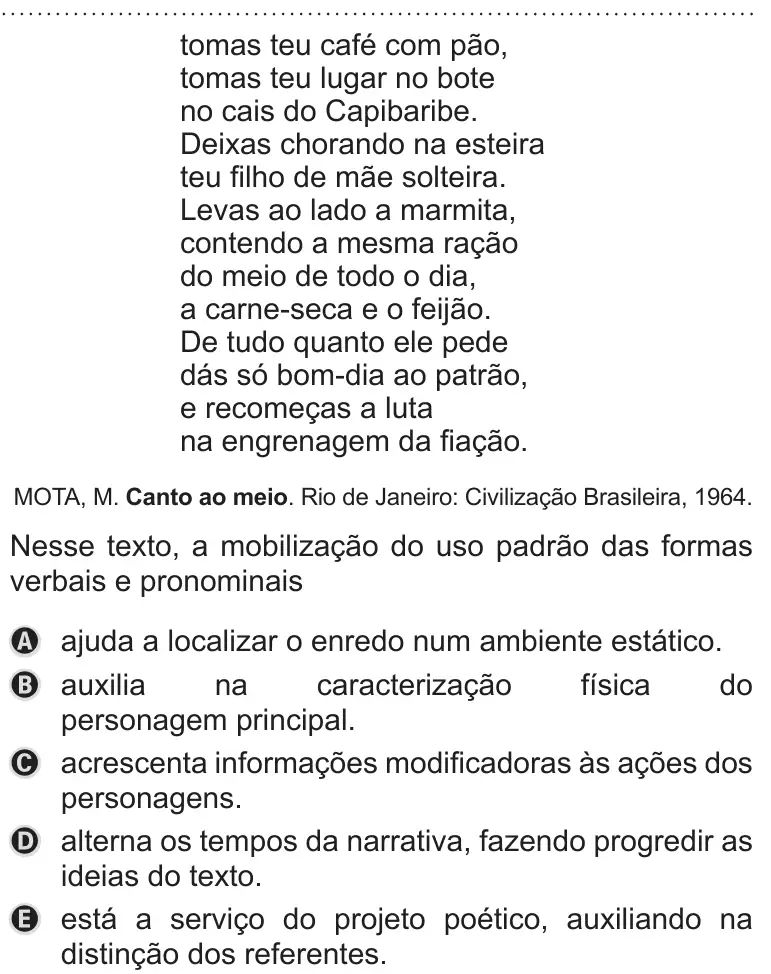 tomas teu café com pão,
tomas teu lugar no bote
no cais do Capibaribe.
Deixas chorando na esteira
teu filho de mãe solteira.
Levas ao lado a marmita,
contendo a mesma ração
do meio de todo o dia,
a carne-seca e o feijão.
De tudo quanto ele pede
dás só bom-dia ao patrão,
e recomeças a luta
na engrenagem da fiação.
MOTA, M. Canto ao meio. Rio de Janeiro: Civilização Brasileira, 1964.
Nesse texto, a mobilização do uso padrão das formas
verbais e pronominais
A ajuda a localizar o enredo num ambiente estático.
B auxilia na caracterização física do
personagem principal.
C acrescenta informações modificadoras às ações dos
personagens.
D alterna os tempos da narrativa, fazendo progredir as
ideias do texto.
E está a serviço do projeto poético, auxiliando na
distinção dos referentes.